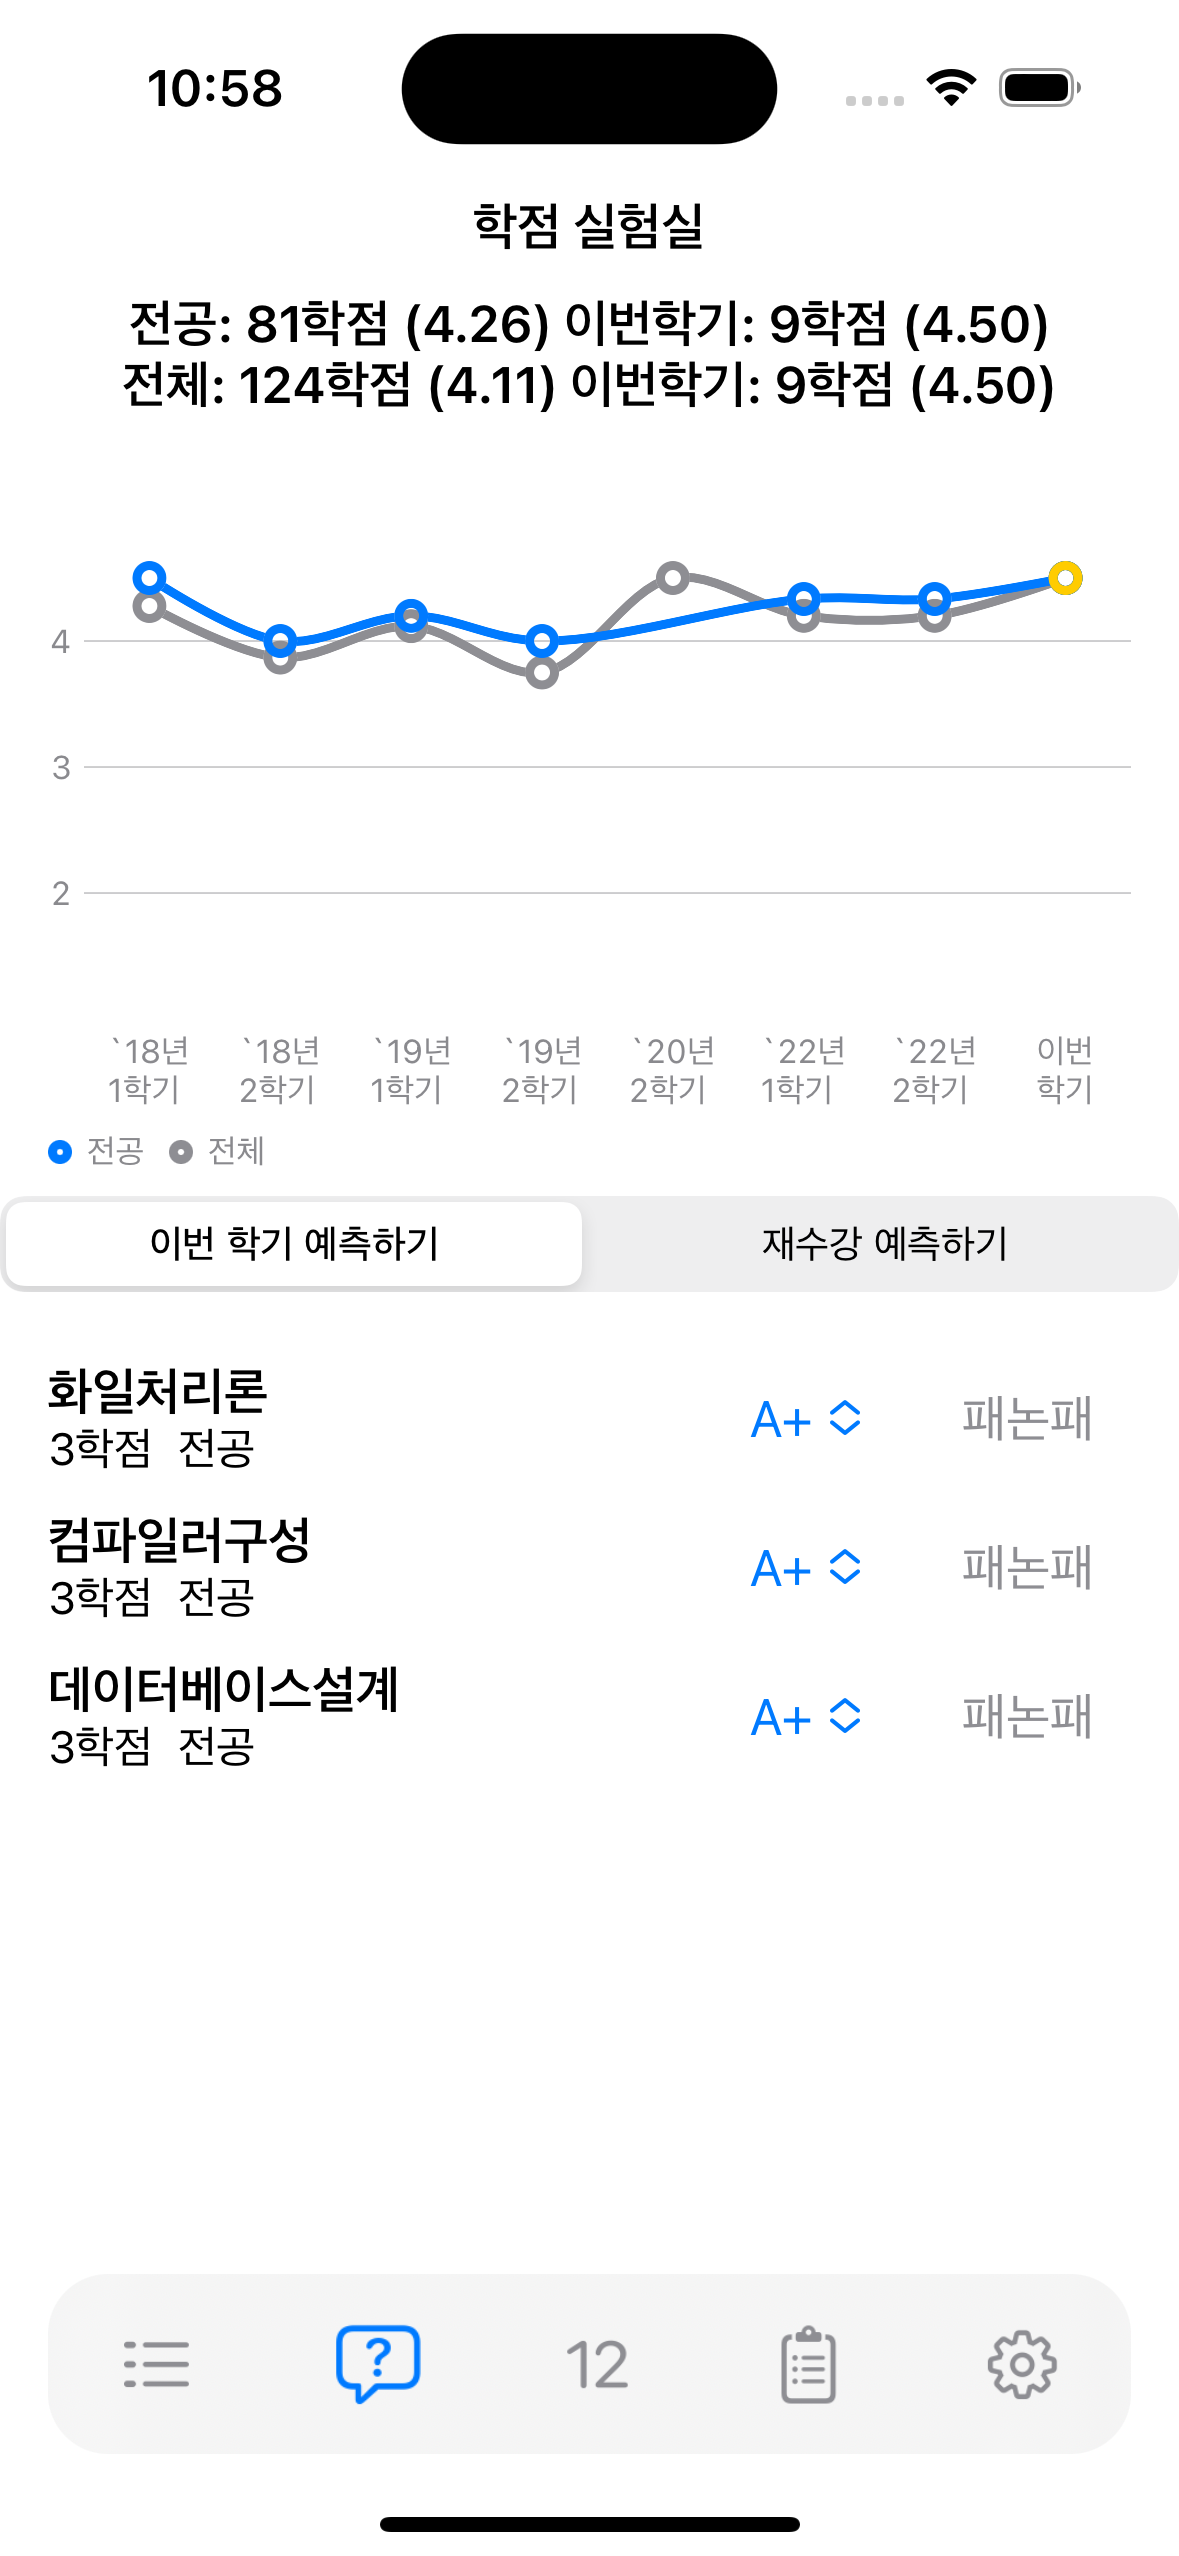 10:58
학점 실험실
전공: 81학점 (4.26) 이번학기: 9학점 (4.50)
전체: 124학점 (4.11) 이번학기: 9학점 (4.50)
4
3
2
`18년 `18년 `19년 `19년 `20년 `22년 `22년 이번
1학기 2학기 1학기 2학기 2학기 1학기 2학기 학기
전공 전체
이번 학기 예측하기 재수강 예측하기
화일처리론
3학점 전공
A+ 패논패
컴파일러구성
3학점 전공
A+ 패논패
데이터베이스설계
3학점 전공
A+ 패논패
? 12